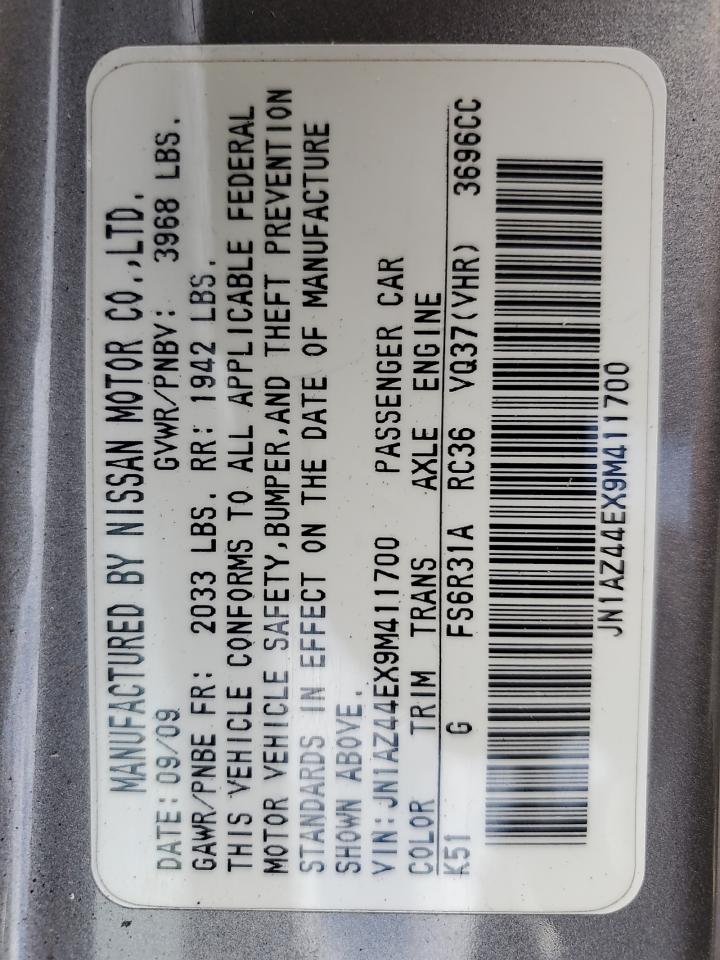 MANUFACTURED BY NISSAN MOTOR CO.,LTD.
DATE: 09/09 GVWR/PNBV: 3968 LBS.
GAWR/PNBE FR: 2033 LBS. RR: 1942 LBS.
THIS VEHICLE CONFORMS TO ALL APPLICABLE FEDERAL
MOTOR VEHICLE SAFETY,BUMPER,AND THEFT PREVENTION
STANDARDS IN EFFECT ON THE DATE OF MANUFACTURE
SHOWN ABOVE.
VIN:JN1AZ44EX9M411700 PASSENGER CAR
COLOR TRIM TRANS AXLE ENGINE
K51 G FS6R31A RC36 VQ37(VHR) 3696CC
JN1AZ44EX9M411700